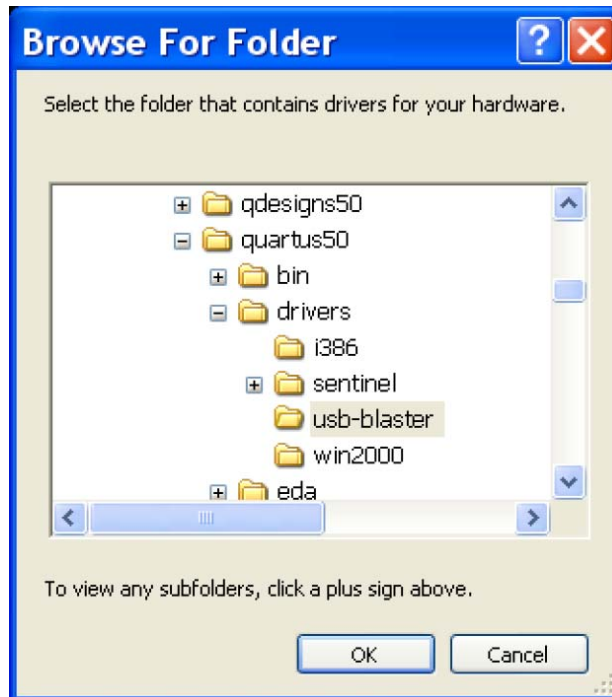 Browse For Folder
Select the folder that contains drivers for your hardware.
qdesigns50
quartus50
bin
drivers
i386
sentinel
usb-blaster
win2000
eda
To view any subfolders, click a plus sign above.
OK Cancel